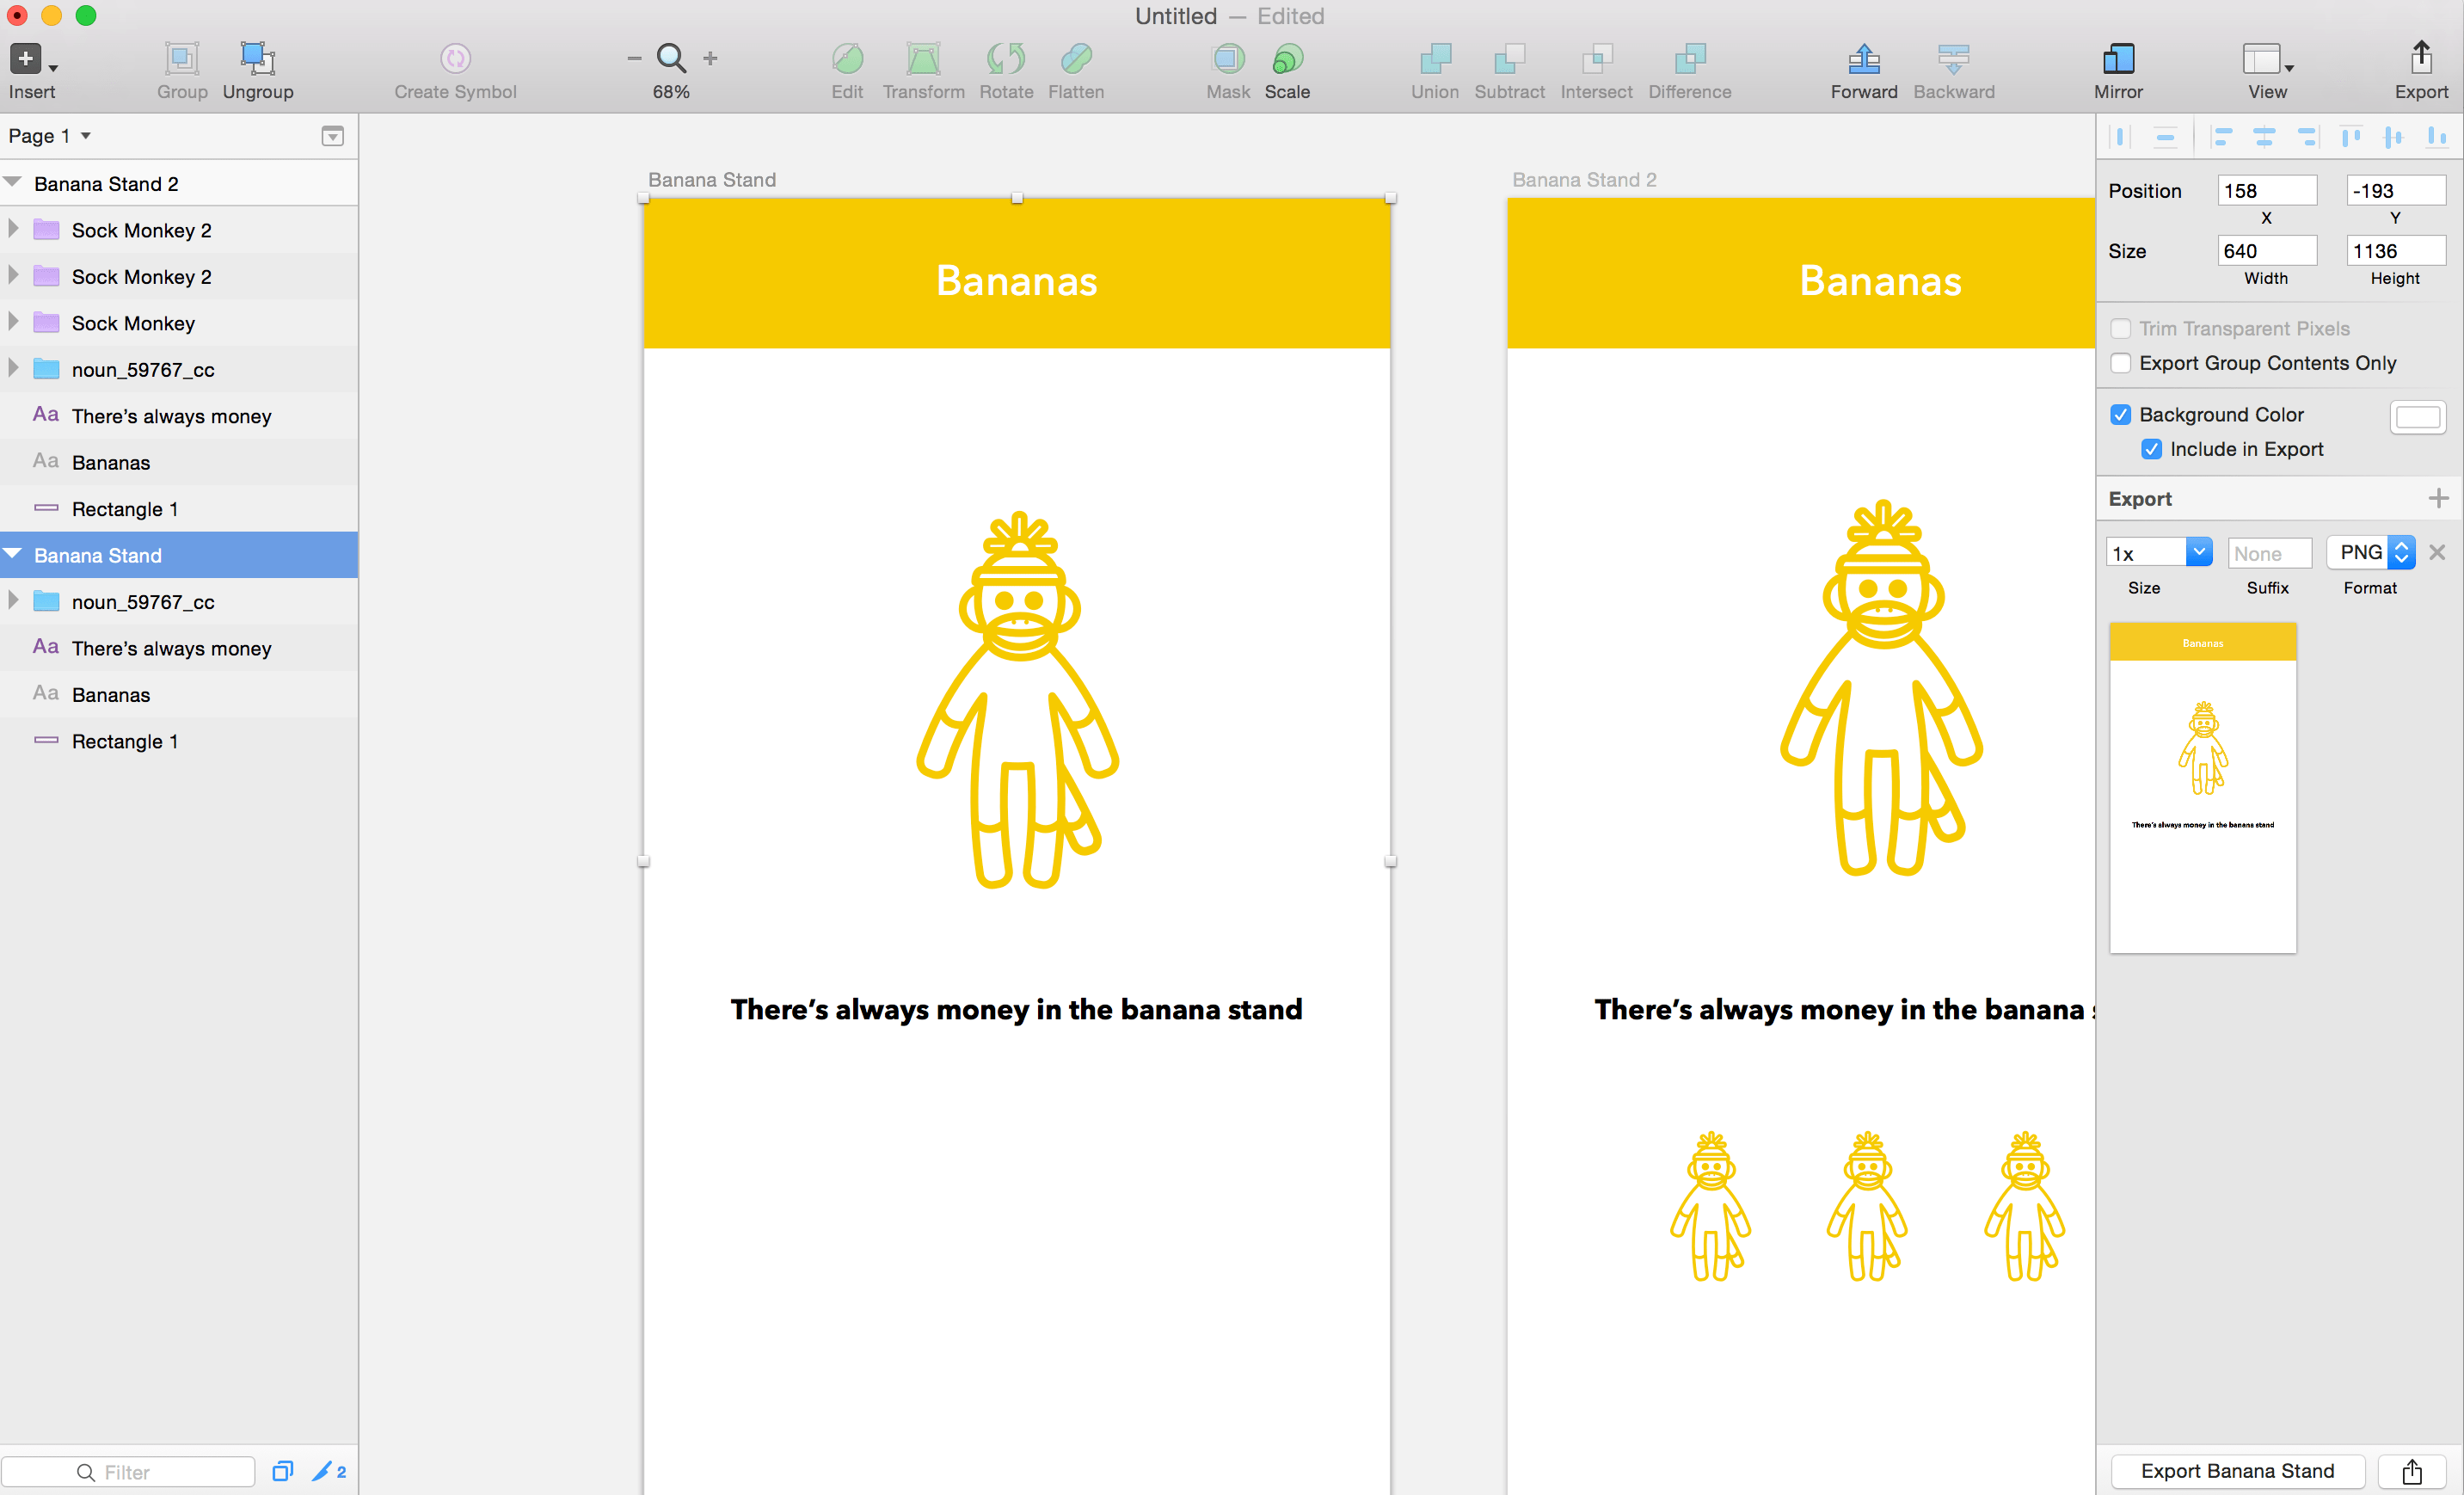 Untitled — Edited
Insert
Group
Ungroup
Create Symbol
68%
Edit
Transform
Rotate
Flatten
Mask
Scale
Union
Subtract
Intersect
Difference
Forward
Backward
Mirror
View
Export
Page 1
Banana Stand 2
Sock Monkey 2
Sock Monkey 2
Sock Monkey
noun_59767_cc
Aa There’s always money
Aa Bananas
Rectangle 1
Banana Stand
noun_59767_cc
Aa There’s always money
Aa Bananas
Rectangle 1
Filter
2
Banana Stand
Bananas
There’s always money in the banana stand
Banana Stand 2
Bananas
There’s always money in the banana
Position 158 -193
X Y
Size 640 1136
Width Height
Trim Transparent Pixels
Export Group Contents Only
Background Color
Include in Export
Export
1x None PNG
Size Suffix Format
Bananas
There’s always money in the banana stand
Export Banana Stand